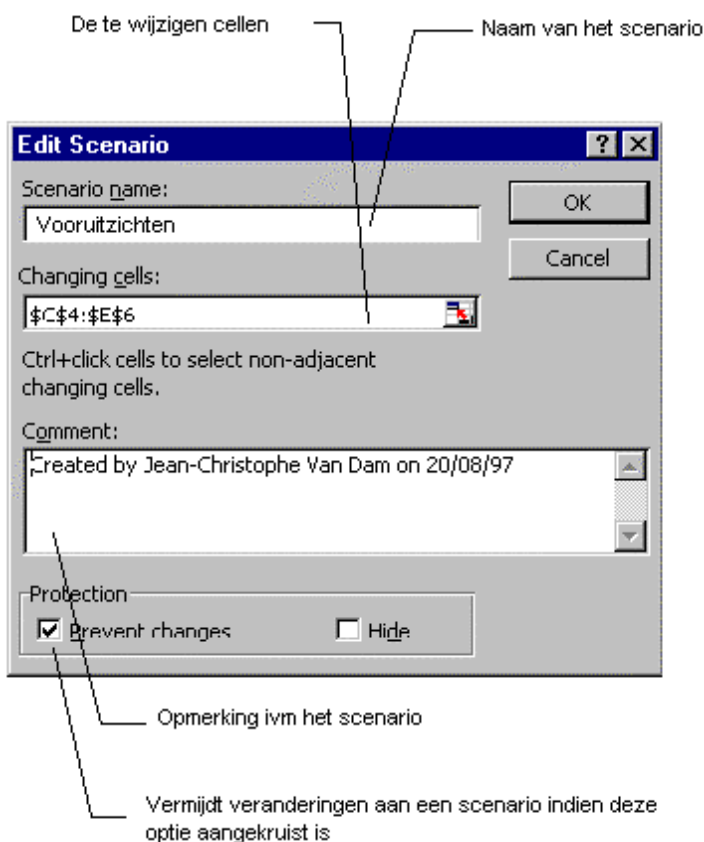 De te wijzigen cellen
Naam van het scenario
Edit Scenario
Scenario name:
OK
Vooruitzichten
Cancel
Changing cells:
$C$4:$E$6
Ctrl+click cells to select non-adjacent
changing cells.
Comment:
Created by Jean-Christophe Van Dam on 20/08/97
Protection
Prevent changes
Hide
Opmerking ivm het scenario
Vermijdt veranderingen aan een scenario indien deze
optie aangekruist is